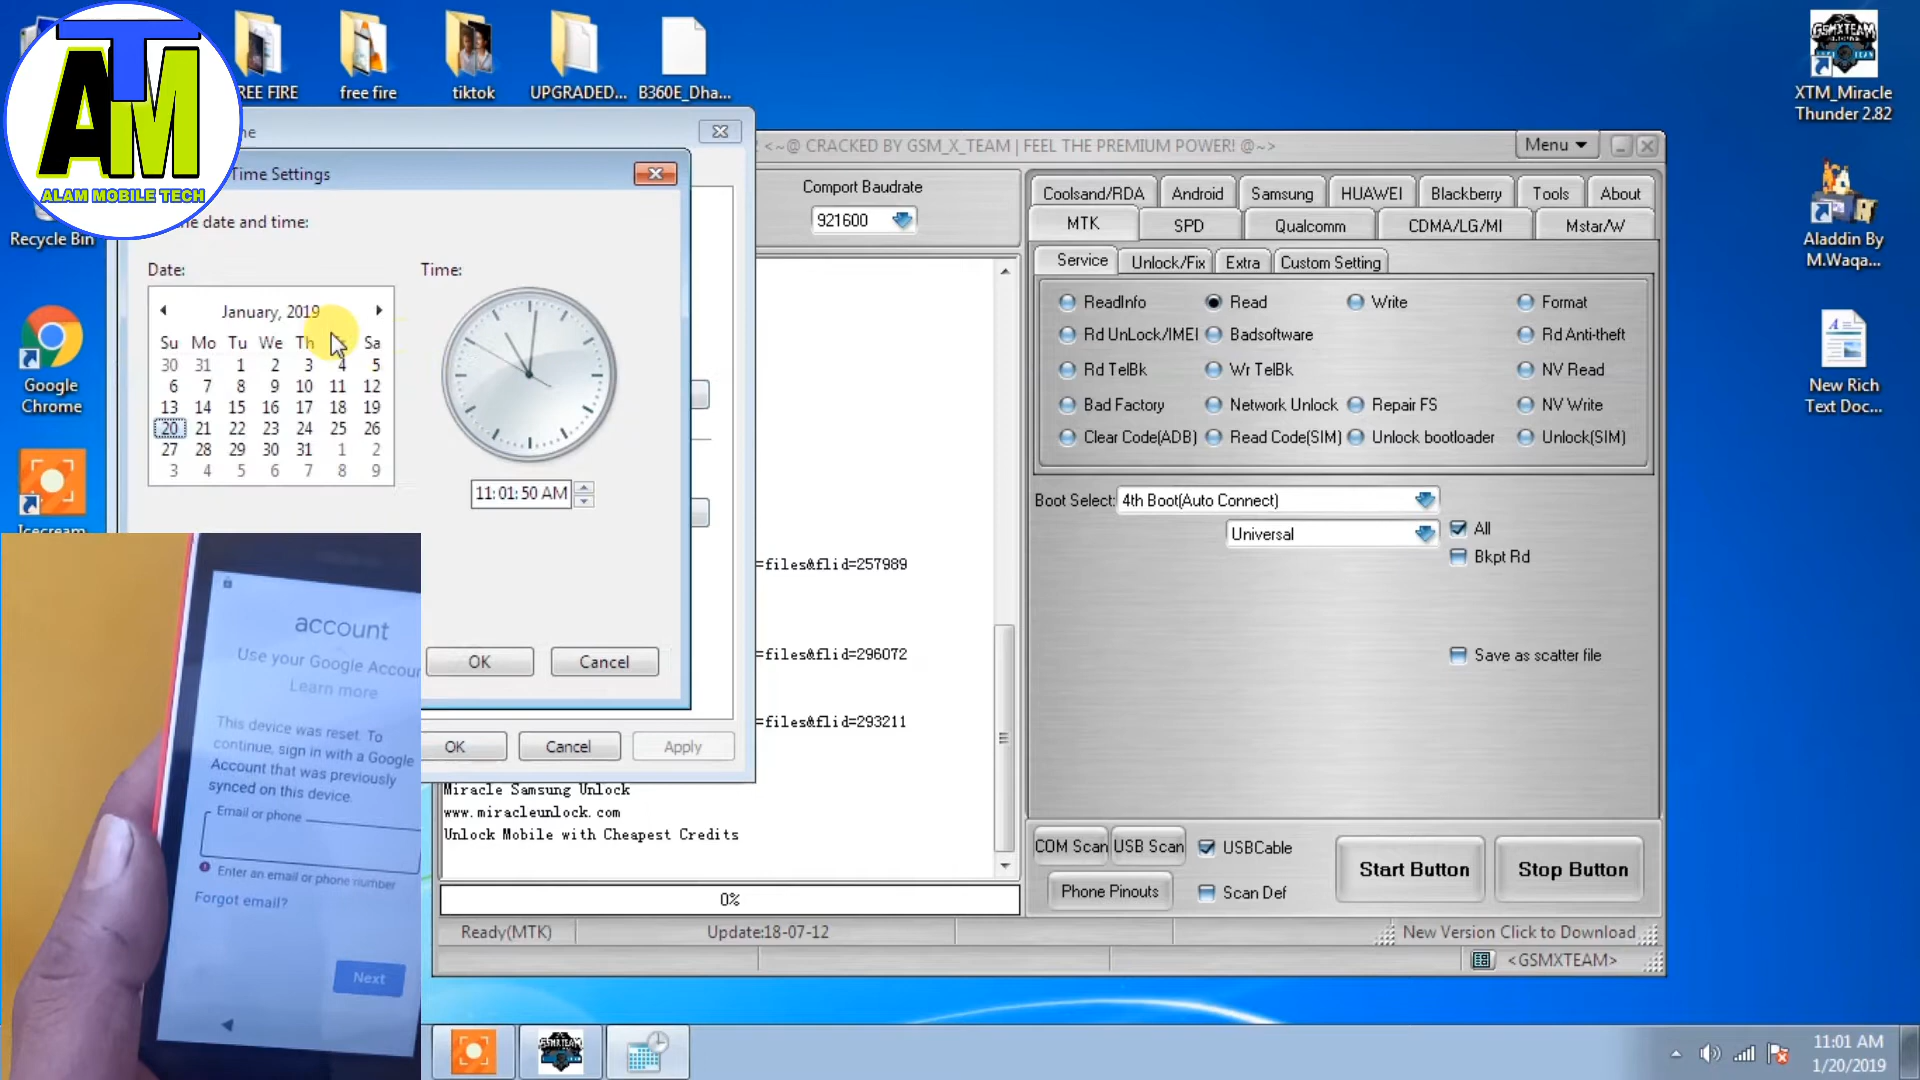 ATM
ALAM MOBILE TECH
REE FIRE
free fire
tiktok
UPGRADED...
B360E_Dha...
XTM_Miracle
Thunder 2.82
Recycle Bin
Google
Chrome
Icecream
Aladdin By
M.Waqa...
New Rich
Text Doc...
ne
Time Settings
ne date and time:
Date:
Time:
January, 2019
Su Mo Tu We Th Sa
30 31 1 2 3 4 5
6 7 8 9 10 11 12
13 14 15 16 17 18 19
20 21 22 23 24 25 26
27 28 29 30 31 1 2
3 4 5 6 7 8 9
11:01:50 AM
OK
Cancel
OK
Cancel
Apply
<~@ CRACKED BY GSM_X_TEAM | FEEL THE PREMIUM POWER! @~>
Menu
Comport Baudrate
921600
Coolsand/RDA
Android
Samsung
HUAWEI
Blackberry
Tools
About
MTK
SPD
Qualcomm
CDMA/LG/MI
Mstar/W
Service
Unlock/Fix
Extra
Custom Setting
ReadInfo
Read
Write
Format
Rd UnLock/IMEI
Badsoftware
Rd Anti-theft
Rd TelBk
Wr TelBk
NV Read
Bad Factory
Network Unlock
Repair FS
NV Write
Clear Code(ADB)
Read Code(SIM)
Unlock bootloader
Unlock(SIM)
Boot Select:
4th Boot(Auto Connect)
Universal
All
Bkpt Rd
Save as scatter file
=files&flid=257989
=files&flid=296072
=files&flid=293211
Miracle Samsung Unlock
www.miracleunlock.com
Unlock Mobile with Cheapest Credits
0%
COM Scan
USB Scan
USBCable
Phone Pinouts
Scan Def
Start Button
Stop Button
Ready(MTK)
Update:18-07-12
New Version Click to Download
<GSMXTEAM>
account
Use your Google Accou
Learn more
This device was reset. To
continue, sign in with a Google
Account that was previously
synced on this device.
Email or phone
Enter an email or phone number
Forgot email?
Next
11:01 AM
1/20/2019